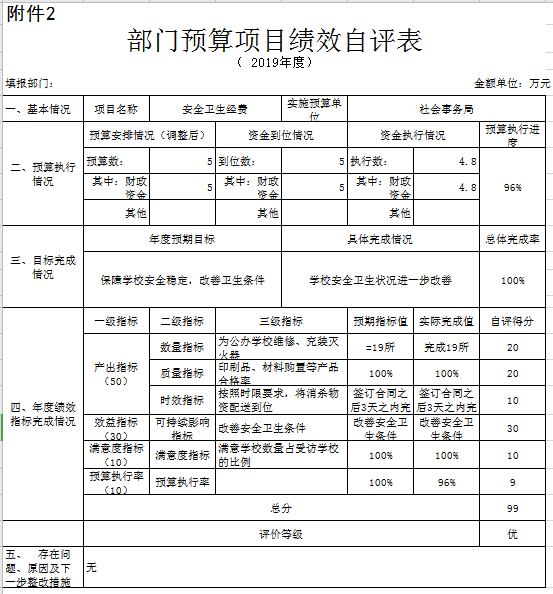 附件2
部门预算项目绩效自评表
( 2019年度)
填报部门: 金额单位: 万元
一、基本情况 项目名称 安全卫生经费 实施预算单位 社会事务局
二、预算执行情况 预算安排情况(调整后) 资金到位情况 资金执行情况 预算执行进度
预算数: 5 到位数: 5 执行数: 4.8 96%
其中: 财政资金 5 其中: 财政资金 5 其中: 财政资金 4.8
其他 其他 其他
三、目标完成情况 年度预期目标 具体完成情况 总体完成率
保障学校安全稳定，改善卫生条件 学校安全卫生状况进一步改善 100%
四、年度绩效指标完成情况 一级指标 二级指标 三级指标 预期指标值 实际完成值 自评得分
产出指标(50) 数量指标 为公办学校维修、充装灭火器 =19所 完成19所 20
质量指标 印刷品、材料购置等产品合格率 100% 100% 20
时效指标 按照时限要求，将消杀物资配送到位 签订合同之后3天之内完 签订合同之后3天之内完 10
效益指标(30) 可持续影响指标 改善安全卫生条件 改善安全卫生条件 改善安全卫生条件 30
满意度指标(10) 满意度指标 满意学校数量占受访学校的比例 100% 100% 10
预算执行率(10) 预算执行率 100% 96% 9
总分 99
评价等级 优
五、 存在问题、原因及下一步整改措施 无